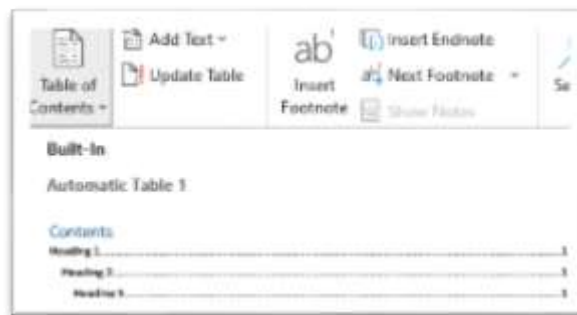 Add Text
Insert Endnote
Update Table
ab
Next Footnote
Table of
Contents
Insert
Footnote
Show Notes
Se
Built-In
Automatic Table 1
Contents
Heading 1 1
Heading 2 1
Heading 3 1